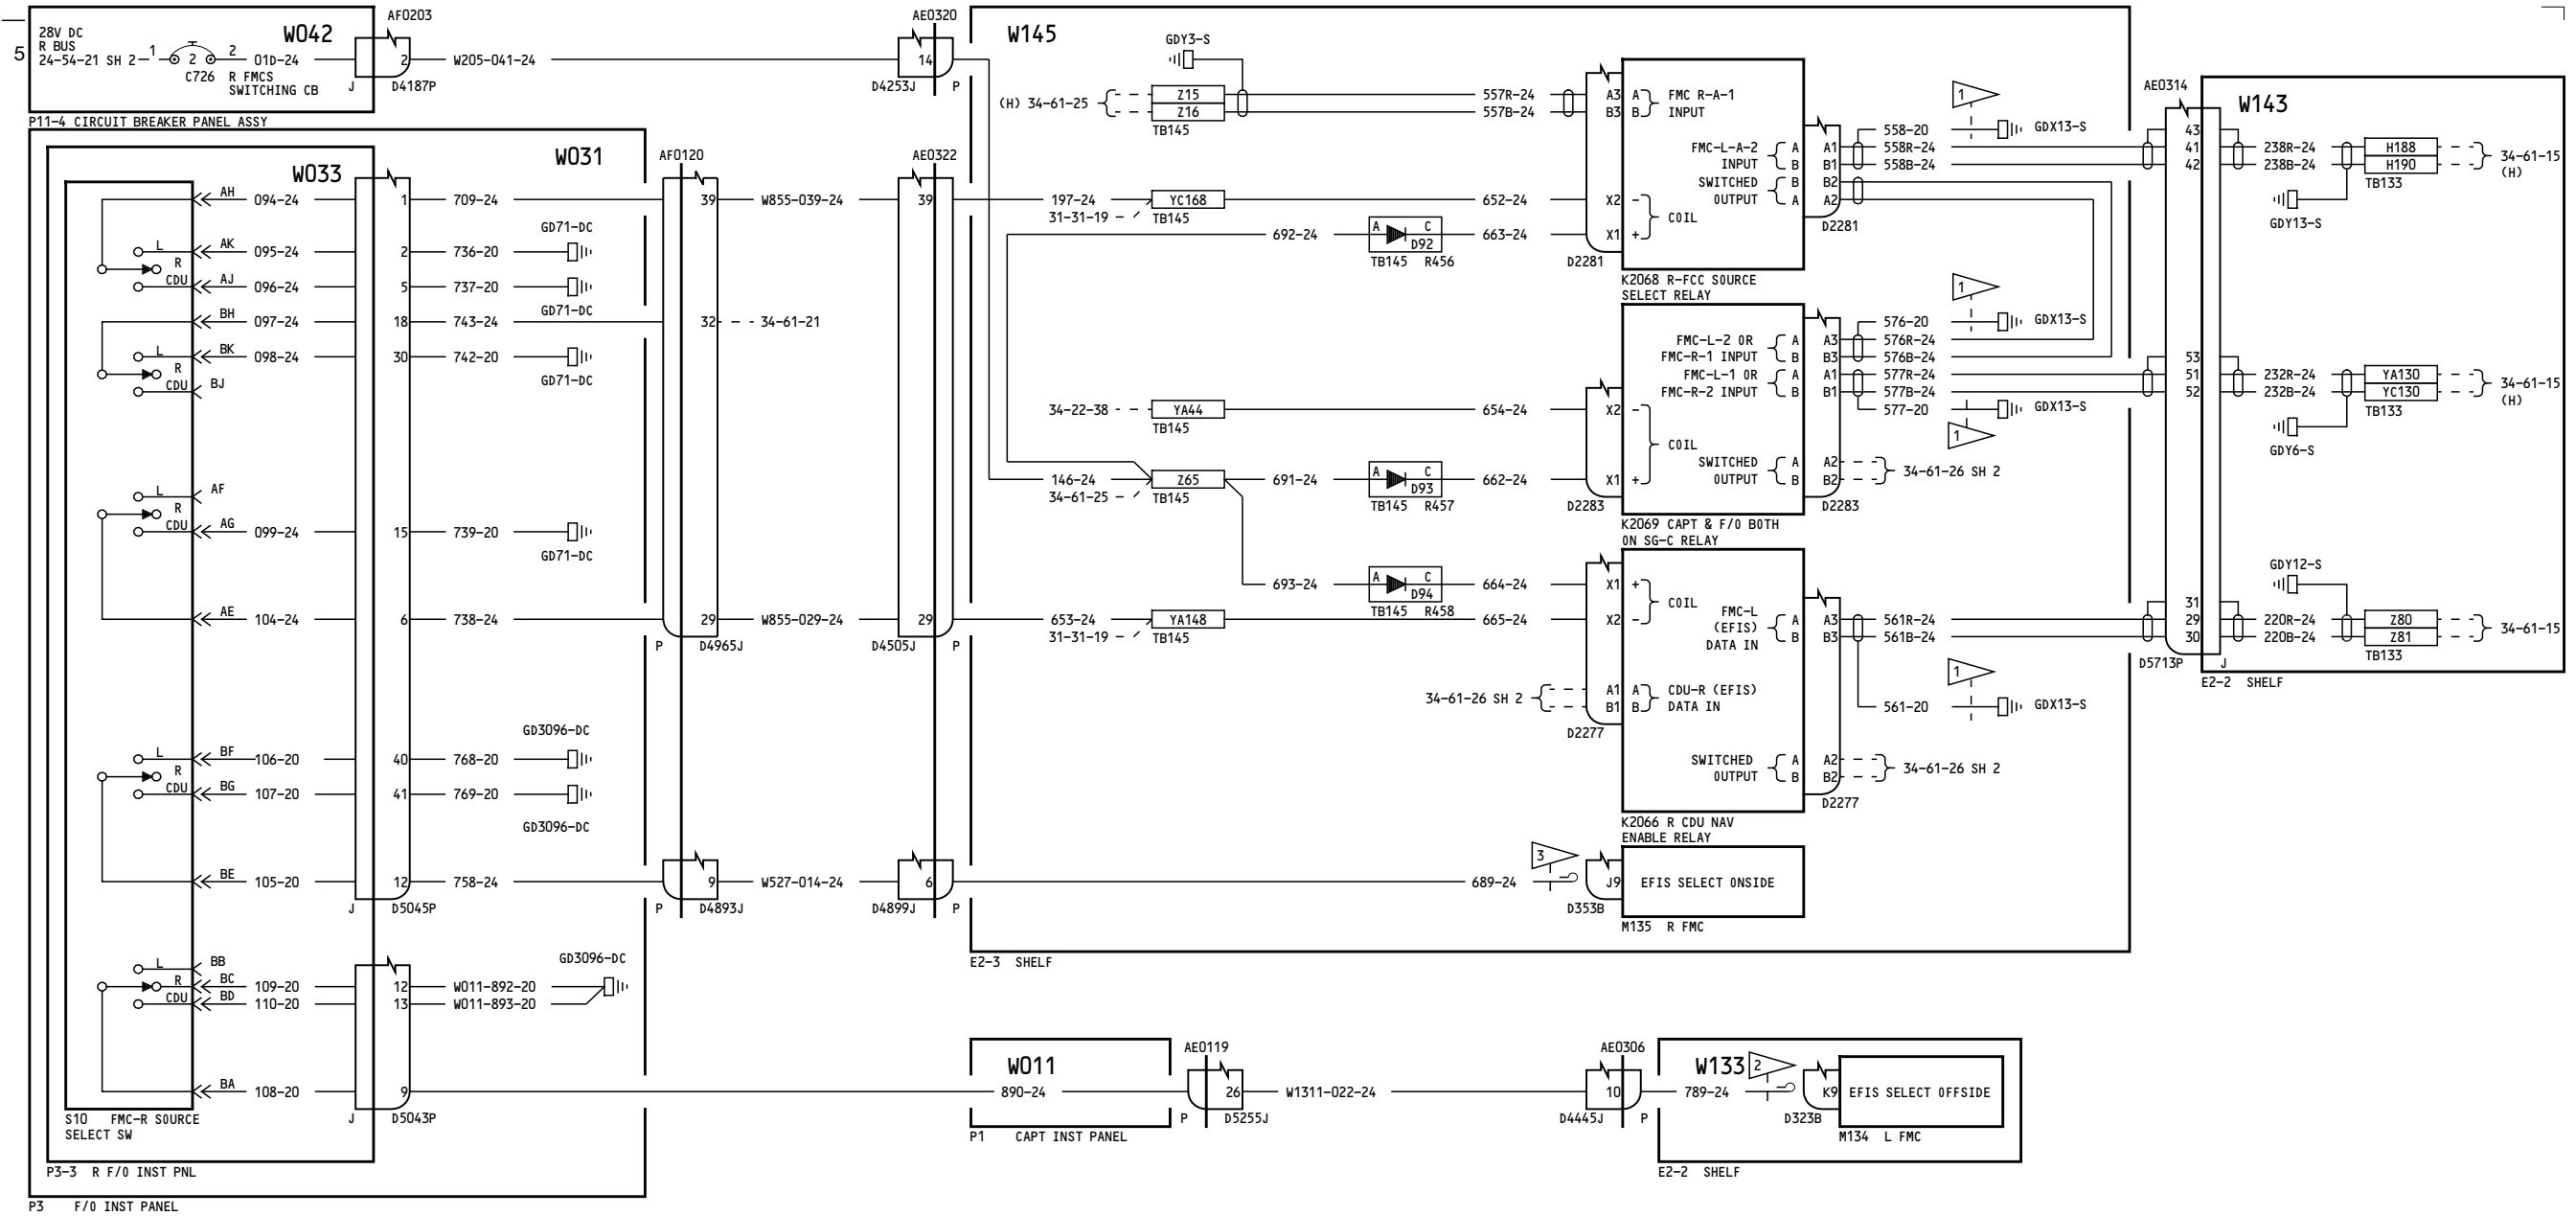 5
28V DC
R BUS
24-54-21 SH 2
1
2
2
01D-24
C726
R FMCS
SWITCHING CB
W042
AF0203
2
J
D4187P
W205-041-24
AE0320
14
D4253J
P
P11-4 CIRCUIT BREAKER PANEL ASSY
W031
W033
AH 094-24 1 709-24
L AK 095-24 2 736-20
GD71-DC
R
CDU AJ 096-24 5 737-20
GD71-DC
BH 097-24 18 743-24
L BK 098-24 30 742-20
R
GD71-DC
CDU BJ
L AF
R
CDU AG 099-24 15 739-20
GD71-DC
AE 104-24 6 738-24
GD3096-DC
L BF 106-20 40 768-20
R
CDU BG 107-20 41 769-20
GD3096-DC
BE 105-20 12 758-24
J D5045P
L BB
GD3096-DC
R BC 109-20 12 W011-892-20
CDU BD 110-20 13 W011-893-20
BA 108-20 9
J D5043P
S10 FMC-R SOURCE
SELECT SW
P3-3 R F/O INST PNL
P3 F/O INST PANEL
AF0120
39 W855-039-24
32 34-61-21
29 W855-029-24
P D4965J
9 W527-014-24
P D4893J
AE0322
39
29
D4505J P
6
D4899J P
W145
GDY3-S
(H) 34-61-25
Z15
Z16
TB145
557R-24
557B-24
197-24
31-31-19
YC168
TB145
652-24
692-24
A C
D92
TB145 R456
663-24
34-22-38
YA44
TB145
654-24
146-24
34-61-25
Z65
TB145
691-24
A C
D93
TB145 R457
662-24
693-24
A C
D94
TB145 R458
664-24
653-24
31-31-19
YA148
TB145
665-24
34-61-26 SH 2
689-24
3
A3 A FMC R-A-1
B3 B INPUT
FMC-L-A-2 A A1
INPUT B B1
SWITCHED B B2
OUTPUT A A2
X2 -
COIL
X1 +
D2281
D2281
K2068 R-FCC SOURCE
SELECT RELAY
FMC-L-2 OR A A3
FMC-R-1 INPUT B B3
FMC-L-1 OR A A1
FMC-R-2 INPUT B B1
X2 -
COIL
X1 +
SWITCHED A A2
OUTPUT B B2
D2283
D2283
K2069 CAPT & F/O BOTH
ON SG-C RELAY
X1 +
COIL
X2 -
FMC-L
(EFIS) A A3
DATA IN B B3
A1 A CDU-R (EFIS)
B1 B DATA IN
D2277
SWITCHED A A2
OUTPUT B B2
D2277
K2066 R CDU NAV
ENABLE RELAY
J9 EFIS SELECT ONSIDE
D353B
M135 R FMC
E2-3 SHELF
1
558-20 GDX13-S
558R-24
558B-24
1
576-20 GDX13-S
576R-24
576B-24
577R-24
577B-24
577-20 GDX13-S
1
34-61-26 SH 2
561R-24
561B-24
1
561-20 GDX13-S
34-61-26 SH 2
AE0314
43
41
42
53
51
52
31
29
30
D5713P J
W143
238R-24 H188
238B-24 H190
TB133
34-61-15
(H)
GDY13-S
232R-24 YA130
232B-24 YC130
TB133
34-61-15
(H)
GDY6-S
GDY12-S
220R-24 Z80
220B-24 Z81
TB133
34-61-15
E2-2 SHELF
W011
890-24
P1 CAPT INST PANEL
AE0119
26
P D5255J
W1311-022-24
AE0306
10
D4445J P
W133
2
789-24
K9 EFIS SELECT OFFSIDE
D323B
M134 L FMC
E2-2 SHELF